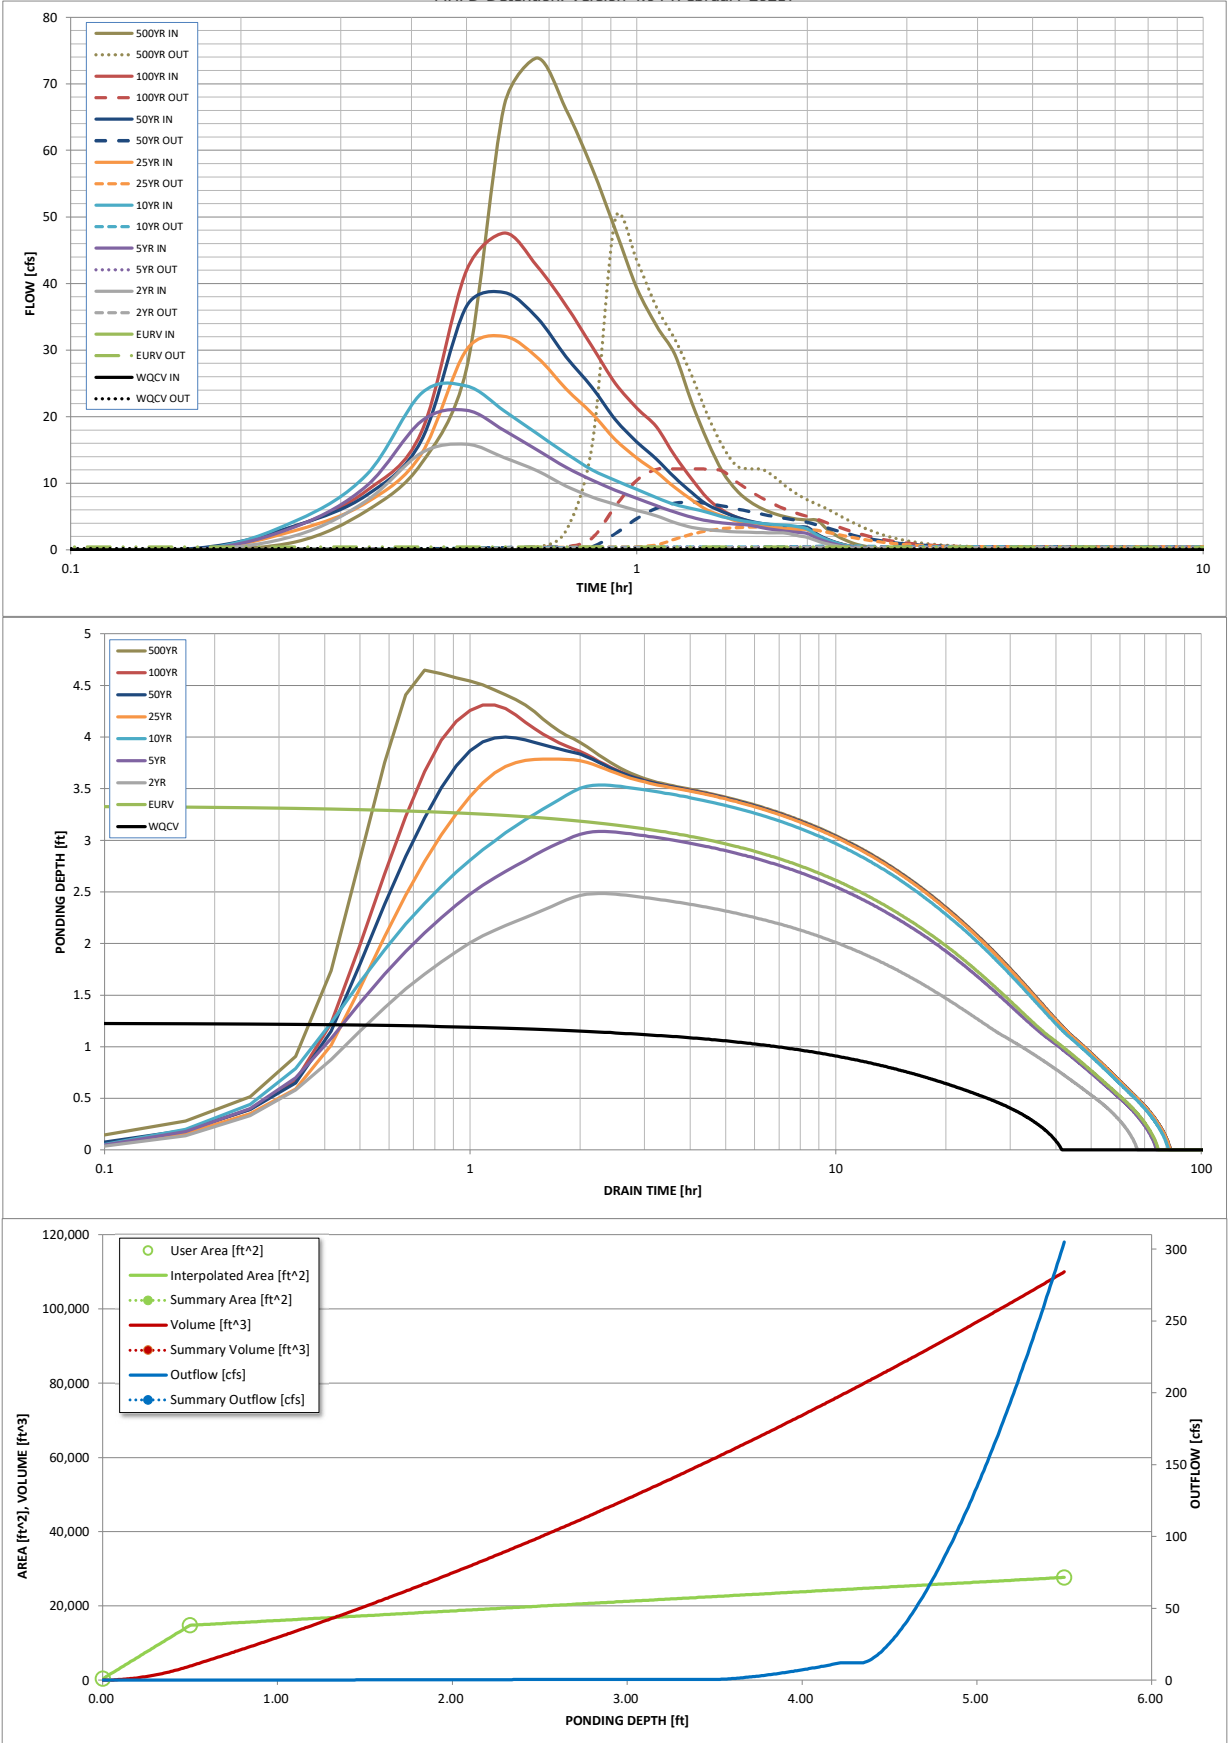 80
70
60
50
40
30
20
10
0
FLOW [cfs]
500YR IN
500YR OUT
100YR IN
100YR OUT
50YR IN
50YR OUT
25YR IN
25YR OUT
10YR IN
10YR OUT
5YR IN
5YR OUT
2YR IN
2YR OUT
EURV IN
EURV OUT
WQCV IN
WQCV OUT
0.1 1 10
TIME [hr]
5
4.5
4
3.5
3
2.5
2
1.5
1
0.5
0
PONDING DEPTH [ft]
500YR
100YR
50YR
25YR
10YR
5YR
2YR
EURV
WQCV
0.1 1 10 100
DRAIN TIME [hr]
120,000
100,000
80,000
60,000
40,000
20,000
0
AREA [ft^2], VOLUME [ft^3]
User Area [ft^2]
Interpolated Area [ft^2]
Summary Area [ft^2]
Volume [ft^3]
Summary Volume [ft^3]
Outflow [cfs]
Summary Outflow [cfs]
300
250
200
150
100
50
0
OUTFLOW [cfs]
0.00 1.00 2.00 3.00 4.00 5.00 6.00
PONDING DEPTH [ft]